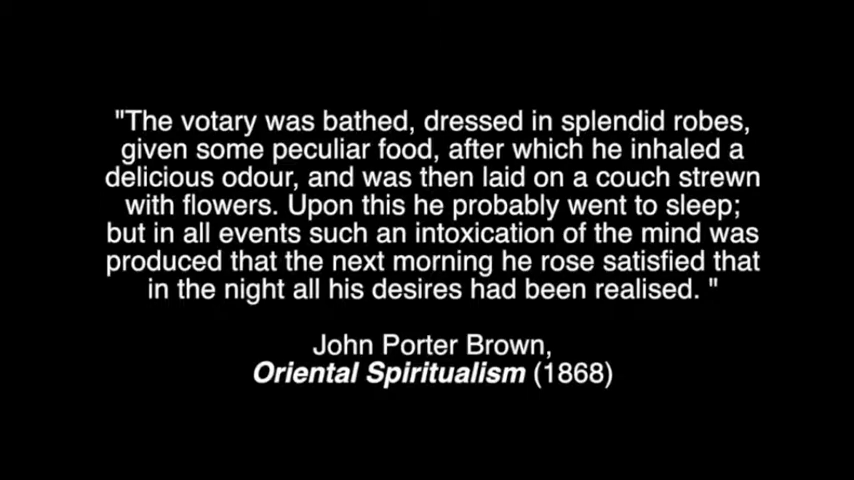 "The votary was bathed, dressed in splendid robes,
given some peculiar food, after which he inhaled a
delicious odour, and was then laid on a couch strewn
with flowers. Upon this he probably went to sleep;
but in all events such an intoxication of the mind was
produced that the next morning he rose satisfied that
in the night all his desires had been realised. "
John Porter Brown,
Oriental Spiritualism (1868)